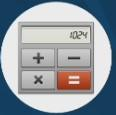 1024
+ −
× =